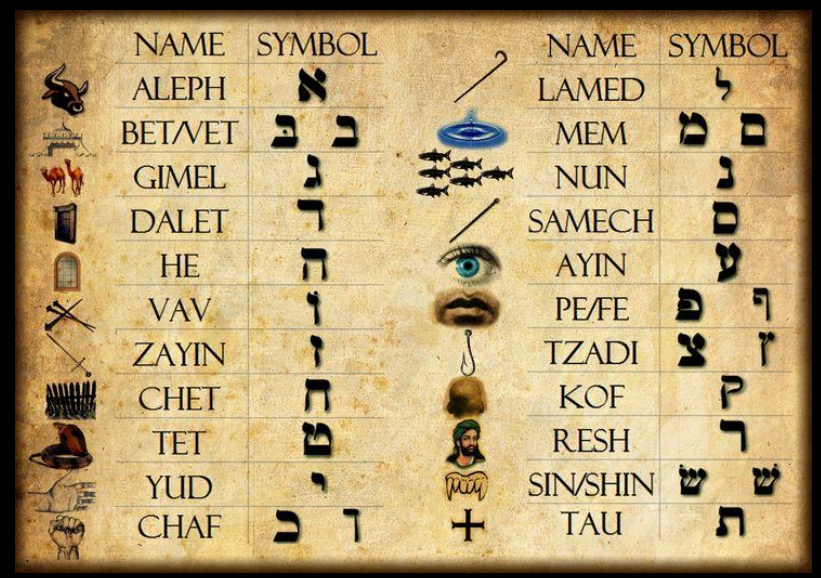 NAME SYMBOL
ALEPH א
BET/VET בּ ב
GIMEL ג
DALET ד
HE ה
VAV ו
ZAYIN ז
CHET ח
TET ט
YUD י
CHAF כ ך
NAME SYMBOL
LAMED ל
MEM מ ם
NUN נ
SAMECH ס
AYIN ע
PE/FE פ ף
TZADI צ ץ
KOF ק
RESH ר
SIN/SHIN שׂ שׁ
TAU ת